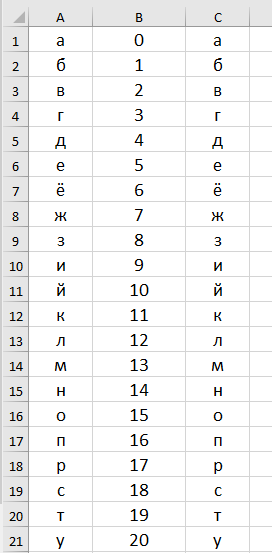 A B C
1 а 0 а
2 б 1 б
3 в 2 в
4 г 3 г
5 д 4 д
6 е 5 е
7 ё 6 ё
8 ж 7 ж
9 з 8 з
10 и 9 и
11 й 10 й
12 к 11 к
13 л 12 л
14 м 13 м
15 н 14 н
16 о 15 о
17 п 16 п
18 р 17 р
19 с 18 с
20 т 19 т
21 у 20 у